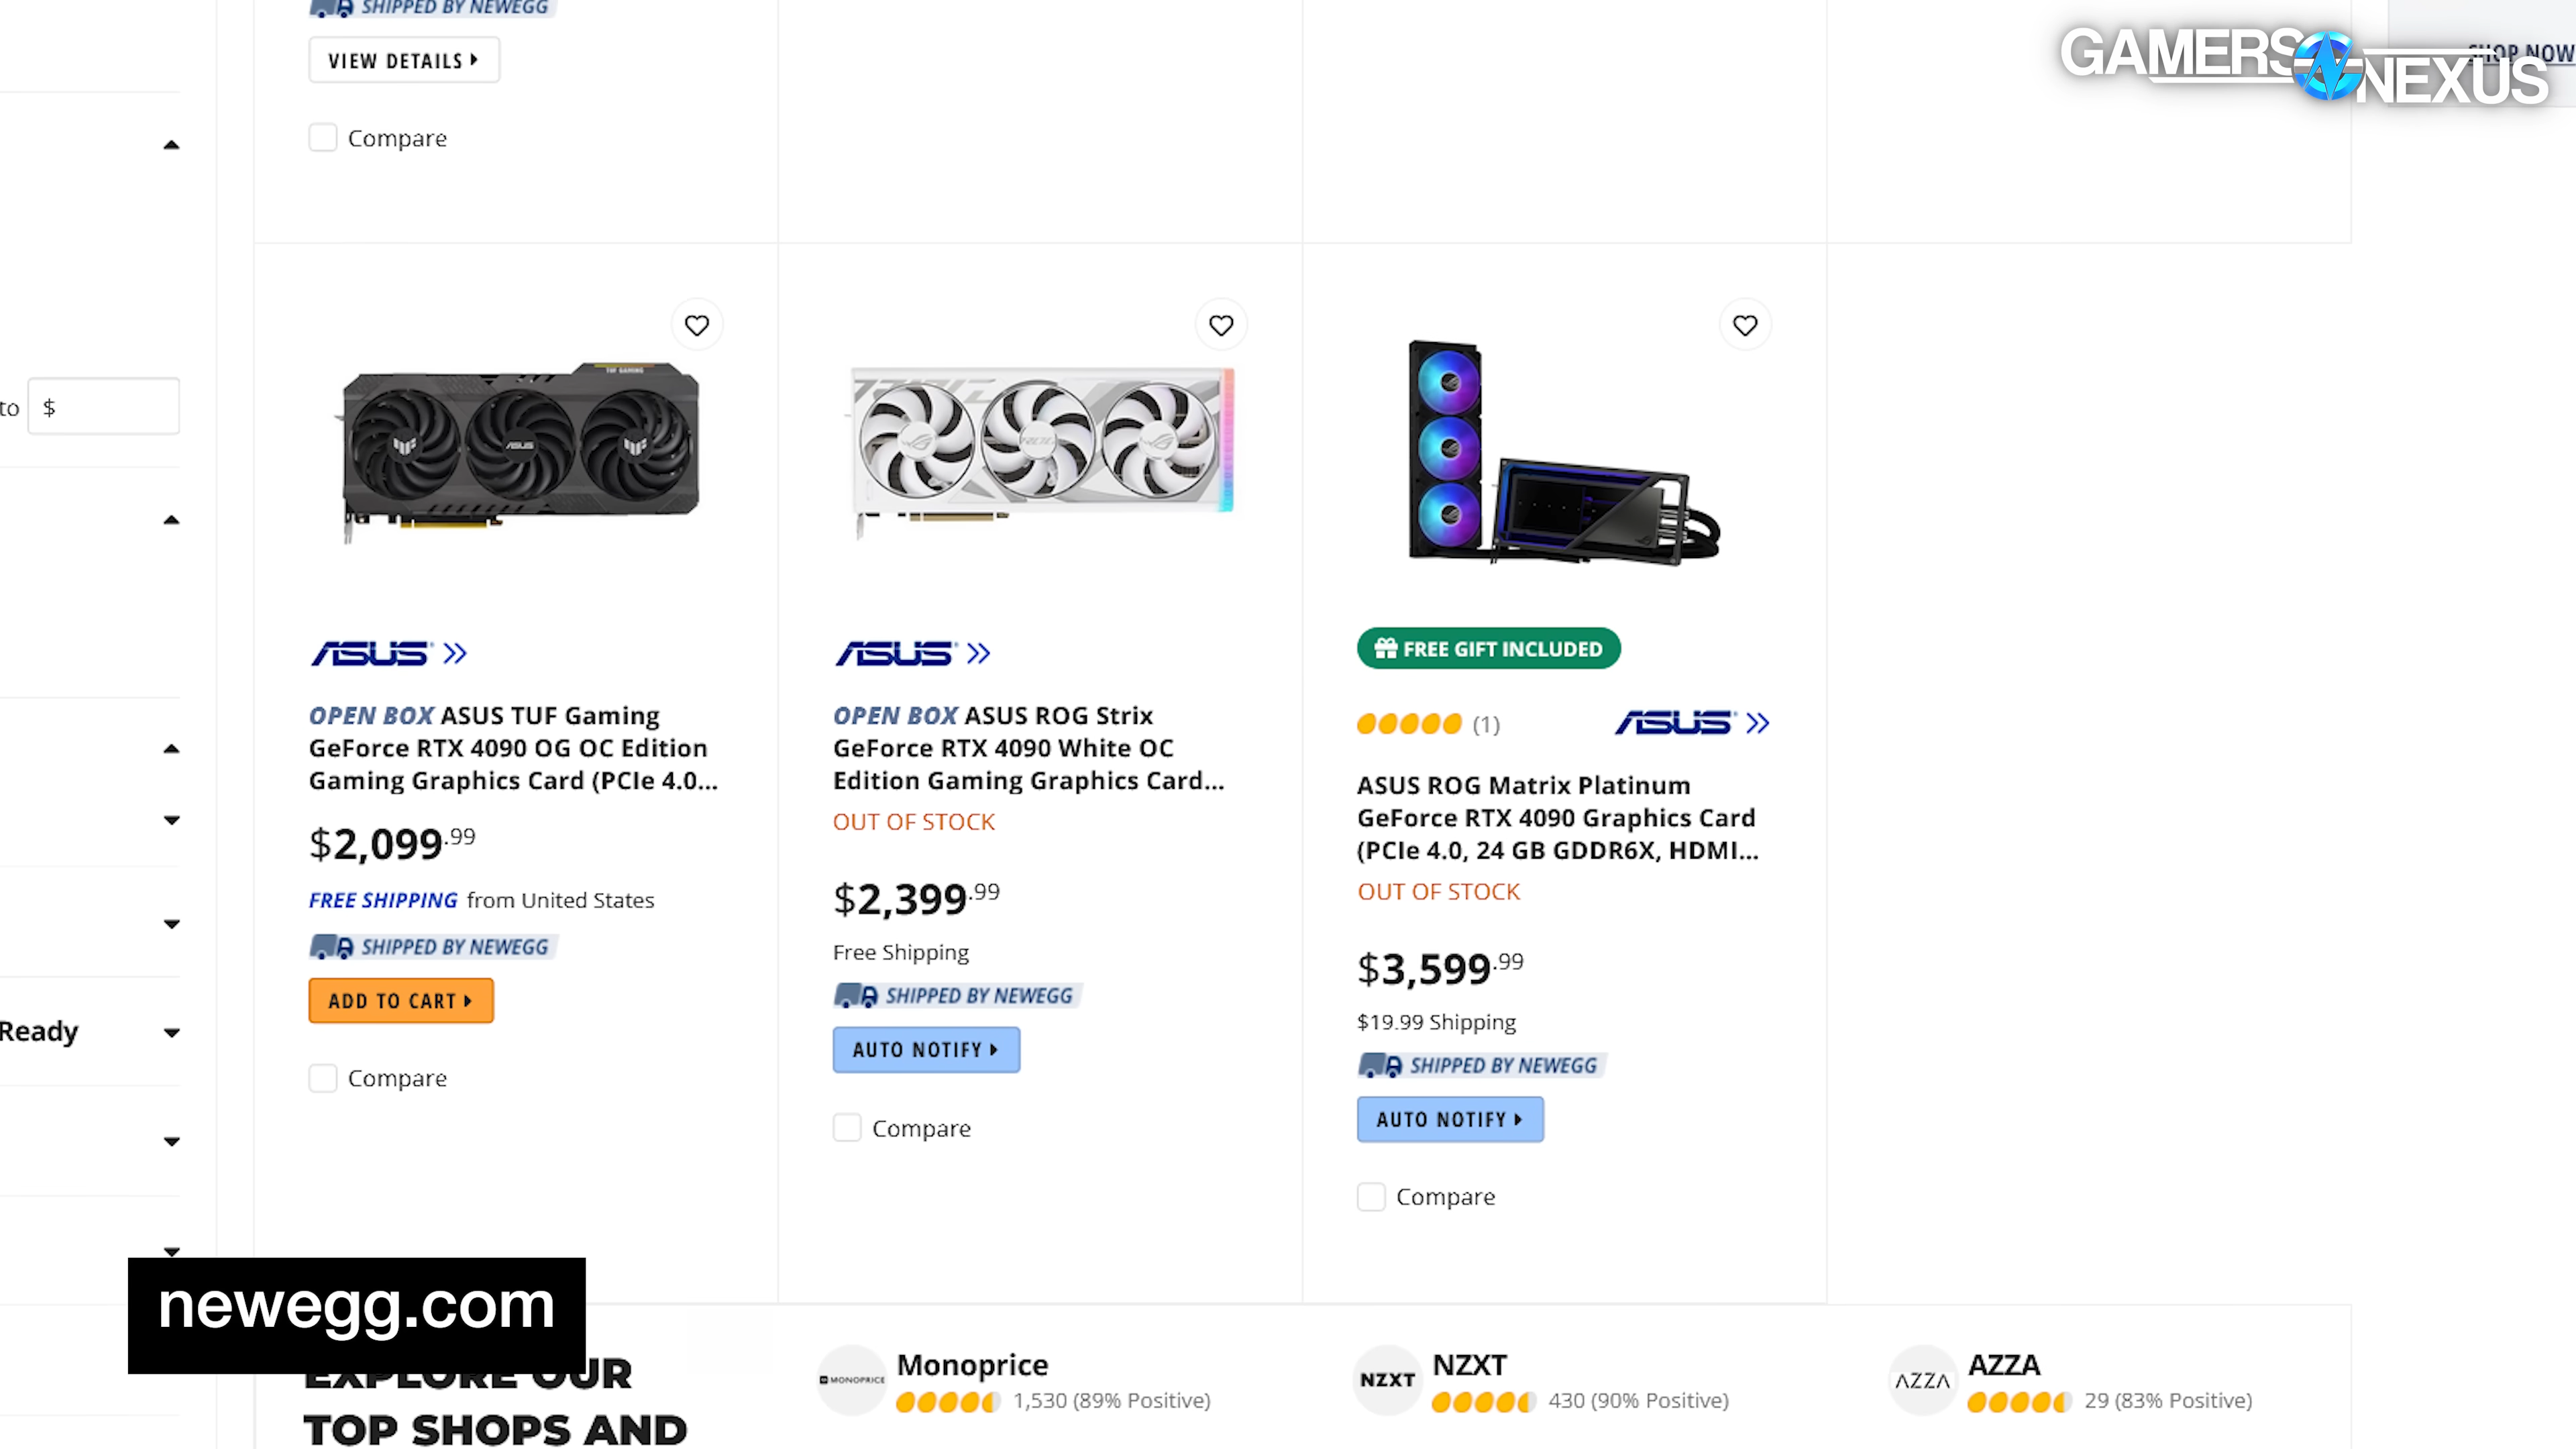 SHIPPED BY NEWEGG
VIEW DETAILS
Compare
GAMERS NEXUS
SHOP NOW
to $
Ready
TUF GAMING
ASUS
ASUS
OPEN BOX ASUS TUF Gaming
GeForce RTX 4090 OG OC Edition
Gaming Graphics Card (PCIe 4.0...
$2,099.99
FREE SHIPPING from United States
SHIPPED BY NEWEGG
ADD TO CART
Compare
ASUS
OPEN BOX ASUS ROG Strix
GeForce RTX 4090 White OC
Edition Gaming Graphics Card...
OUT OF STOCK
$2,399.99
Free Shipping
SHIPPED BY NEWEGG
AUTO NOTIFY
Compare
FREE GIFT INCLUDED
(1)
ASUS
ASUS ROG Matrix Platinum
GeForce RTX 4090 Graphics Card
(PCIe 4.0, 24 GB GDDR6X, HDMI...
OUT OF STOCK
$3,599.99
$19.99 Shipping
SHIPPED BY NEWEGG
AUTO NOTIFY
Compare
newegg.com
EXPLORE OUR
TOP SHOPS AND
MONOPRICE
Monoprice
1,530 (89% Positive)
NZXT
NZXT
430 (90% Positive)
AZZA
AZZA
29 (83% Positive)